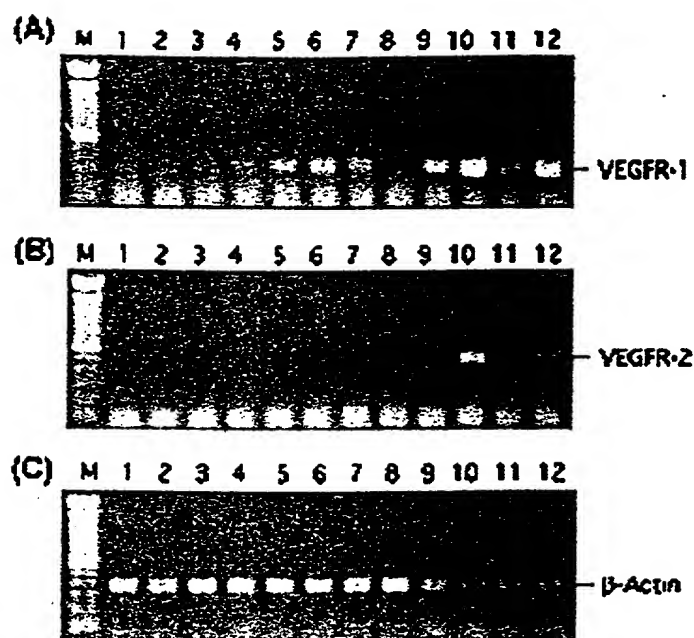 (A) M 1 2 3 4 5 6 7 8 9 10 11 12
VEGFR-1
(B) M 1 2 3 4 5 6 7 8 9 10 11 12
VEGFR-2
(C) M 1 2 3 4 5 6 7 8 9 10 11 12
β-Actin